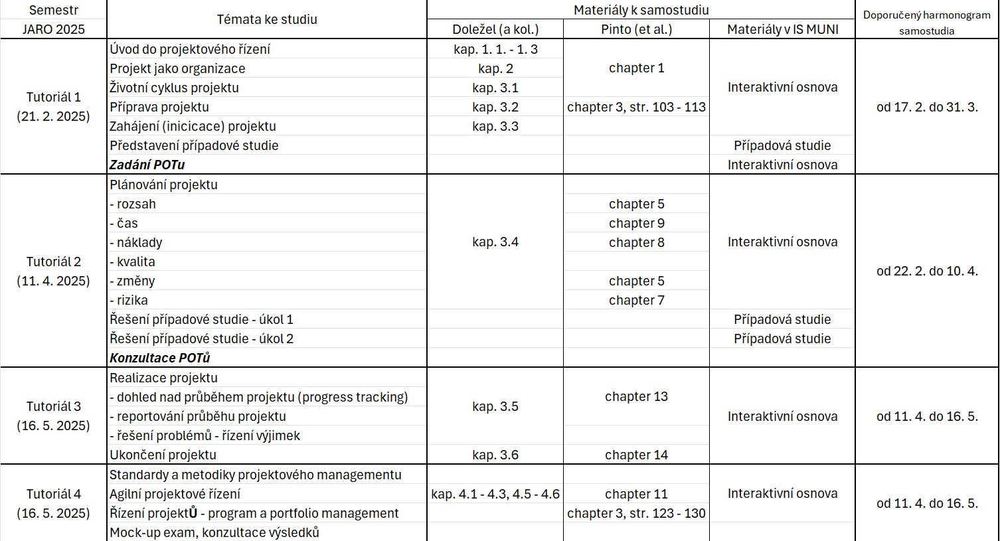 Semestr
JARO 2025
Témata ke studiu
Materiály k samostudiu
Doležel (a kol.) Pinto (et al.) Materiály v IS MUNI
Doporučený harmonogram
samostudia
Tutoriál 1
(21. 2. 2025)
Úvod do projektového řízení kap. 1. 1. - 1. 3
Projekt jako organizace kap. 2 chapter 1
Životní cyklus projektu kap. 3.1 Interaktivní osnova
Příprava projektu kap. 3.2 chapter 3, str. 103 - 113 od 17. 2. do 31. 3.
Zahájení (inicicace) projektu kap. 3.3
Představení případové studie Případová studie
Zadání POTu Interaktivní osnova
Tutoriál 2
(11. 4. 2025)
Plánování projektu
- rozsah chapter 5
- čas chapter 9
- náklady kap. 3.4 chapter 8 Interaktivní osnova
- kvalita od 22. 2. do 10. 4.
- změny chapter 5
- rizika chapter 7
Řešení případové studie - úkol 1 Případová studie
Řešení případové studie - úkol 2 Případová studie
Konzultace POTů
Tutoriál 3
(16. 5. 2025)
Realizace projektu
- dohled nad průběhem projektu (progress tracking) kap. 3.5 chapter 13
- reportování průběhu projektu Interaktivní osnova od 11. 4. do 16. 5.
- řešení problémů - řízení výjimek
Ukončení projektu kap. 3.6 chapter 14
Tutoriál 4
(16. 5. 2025)
Standardy a metodiky projektového managementu
Agilní projektové řízení kap. 4.1 - 4.3, 4.5 - 4.6 chapter 11 Interaktivní osnova
Řízení projektŮ - program a portfolio management chapter 3, str. 123 - 130 od 11. 4. do 16. 5.
Mock-up exam, konzultace výsledků